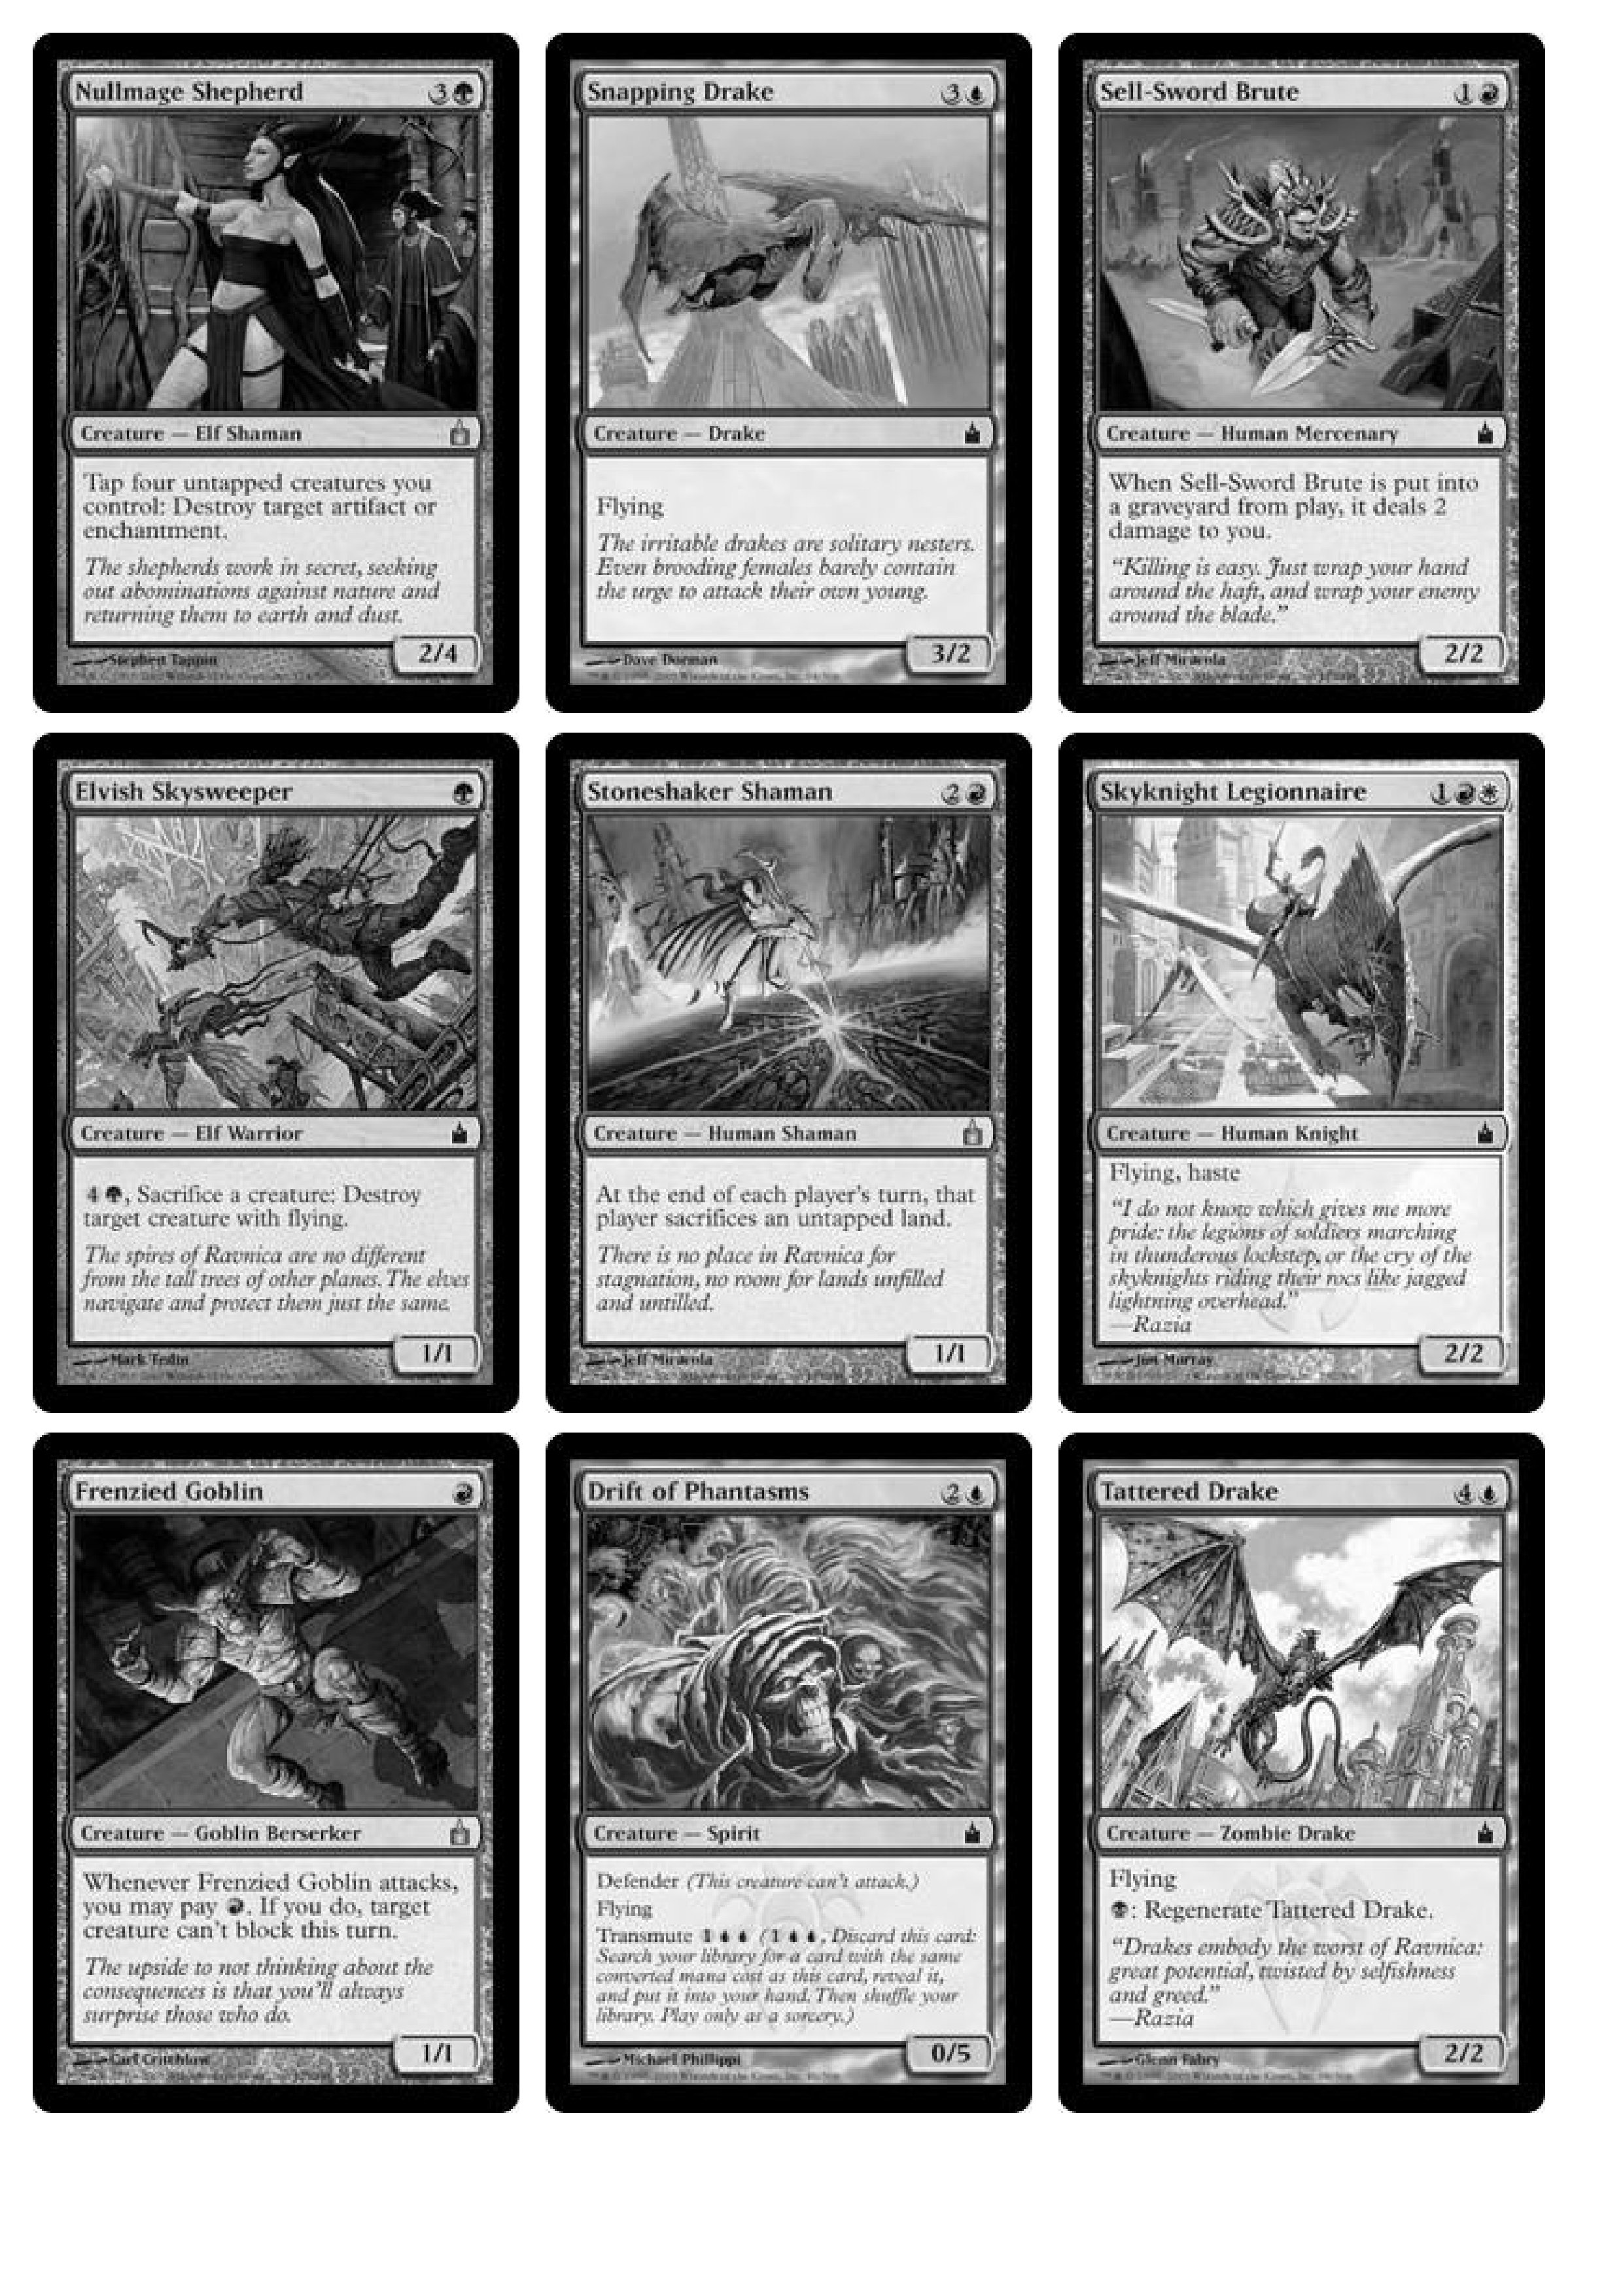 Nullmage Shepherd 3
Creature — Elf Shaman
Tap four untapped creatures you
control: Destroy target artifact or
enchantment.
The shepherds work in secret, seeking
out abominations against nature and
returning them to earth and dust.
2/4
Stephen Tappin
Snapping Drake 3
Creature — Drake
Flying
The irritable drakes are solitary nesters.
Even brooding females barely contain
the urge to attack their own young.
3/2
Dave Dorman
Sell-Sword Brute 1
Creature — Human Mercenary
When Sell-Sword Brute is put into
a graveyard from play, it deals 2
damage to you.
"Killing is easy. Just wrap your hand
around the haft, and wrap your enemy
around the blade."
2/2
Jeff Miracola
Elvish Skysweeper
Creature — Elf Warrior
4 , Sacrifice a creature: Destroy
target creature with flying.
The spires of Ravnica are no different
from the tall trees of other planes. The elves
navigate and protect them just the same.
1/1
Mark Tedin
Stoneshaker Shaman 2
Creature — Human Shaman
At the end of each player's turn, that
player sacrifices an untapped land.
There is no place in Ravnica for
stagnation, no room for lands unfilled
and untilled.
1/1
Jeff Miracola
Skyknight Legionnaire 1
Creature — Human Knight
Flying, haste
"I do not know which gives me more
pride: the legions of soldiers marching
in thunderous lockstep, or the cry of the
skyknights riding their rocs like jagged
lightning overhead."
—Razia
2/2
Jim Murray
Frenzied Goblin
Creature — Goblin Berserker
Whenever Frenzied Goblin attacks,
you may pay . If you do, target
creature can't block this turn.
The upside to not thinking about the
consequences is that you'll always
surprise those who do.
1/1
Carl Critchlow
Drift of Phantasms 2
Creature — Spirit
Defender (This creature can't attack.)
Flying
Transmute 1 (1 , Discard this card:
Search your library for a card with the same
converted mana cost as this card, reveal it,
and put it into your hand. Then shuffle your
library. Play only as a sorcery.)
0/5
Michael Phillippi
Tattered Drake 4
Creature — Zombie Drake
Flying
: Regenerate Tattered Drake.
"Drakes embody the worst of Ravnica:
great potential, twisted by selfishness
and greed."
—Razia
2/2
Glenn Fabry